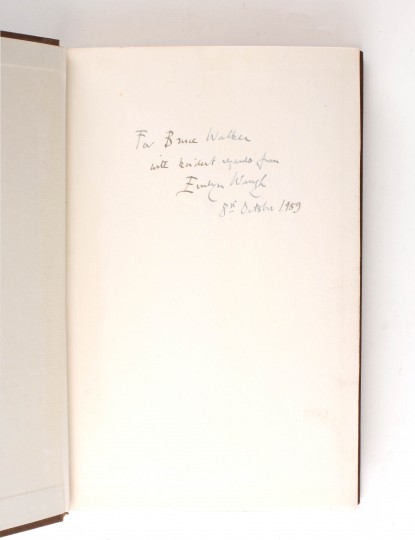 For Bruce Walker
with kindest regards from
Evelyn Waugh
8th October 1959